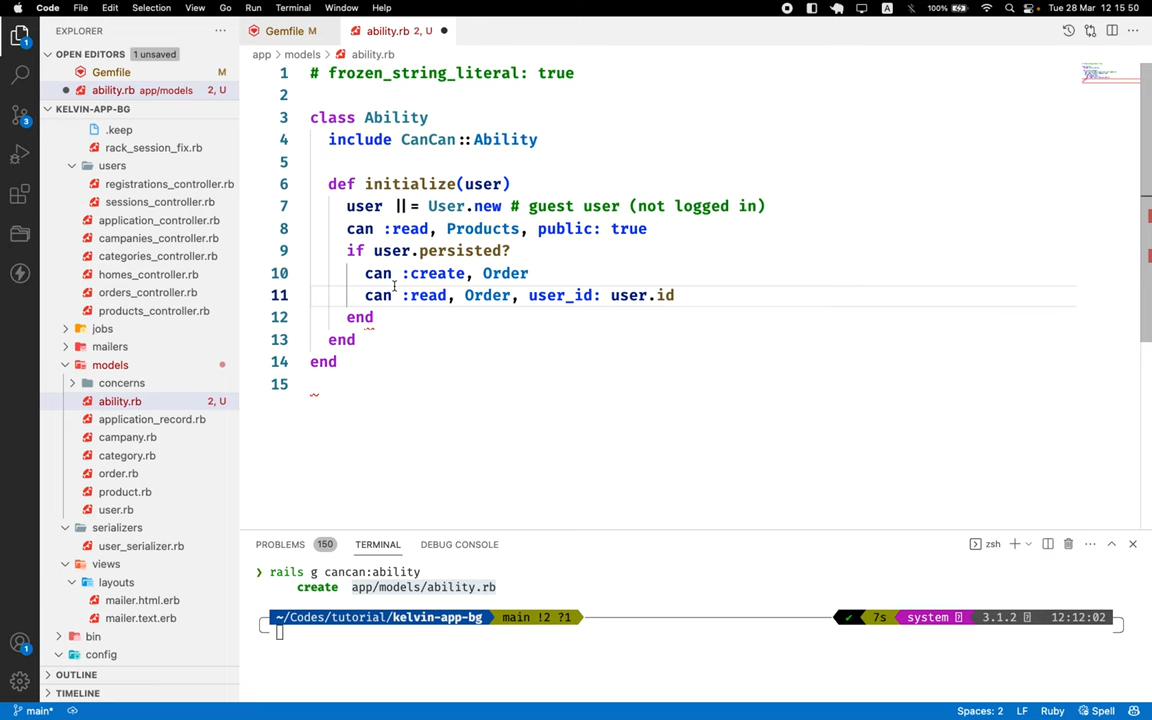 Code File Edit Selection View Go Run Terminal Window Help
A 100% Tue 28 Mar 12 15 50
EXPLORER
Gemfile M ability.rb 2, U
OPEN EDITORS 1 unsaved
app models ability.rb
Gemfile M
ability.rb app/models 2, U
KELVIN-APP-BG
.keep
rack_session_fix.rb
users
registrations_controller.rb
sessions_controller.rb
application_controller.rb
campanies_controller.rb
categories_controller.rb
homes_controller.rb
orders_controller.rb
products_controller.rb
jobs
mailers
models
concerns
ability.rb 2, U
application_record.rb
campany.rb
category.rb
order.rb
product.rb
user.rb
serializers
user_serializer.rb
views
layouts
mailer.html.erb
mailer.text.erb
bin
config
OUTLINE
TIMELINE
1 # frozen_string_literal: true
2
3 class Ability
4 include CanCan::Ability
5
6 def initialize(user)
7 user ||= User.new # guest user (not logged in)
8 can :read, Products, public: true
9 if user.persisted?
10 can :create, Order
11 can :read, Order, user_id: user.id
12 end
13 end
14 end
15
PROBLEMS 150 TERMINAL DEBUG CONSOLE
zsh
❯ rails g cancan:ability
create app/models/ability.rb
~/Codes/tutorial/kelvin-app-bg main !2 ?1 ✔ 7s system 3.1.2 12:12:02
1
3
1
main* Spaces: 2 LF Ruby Spell